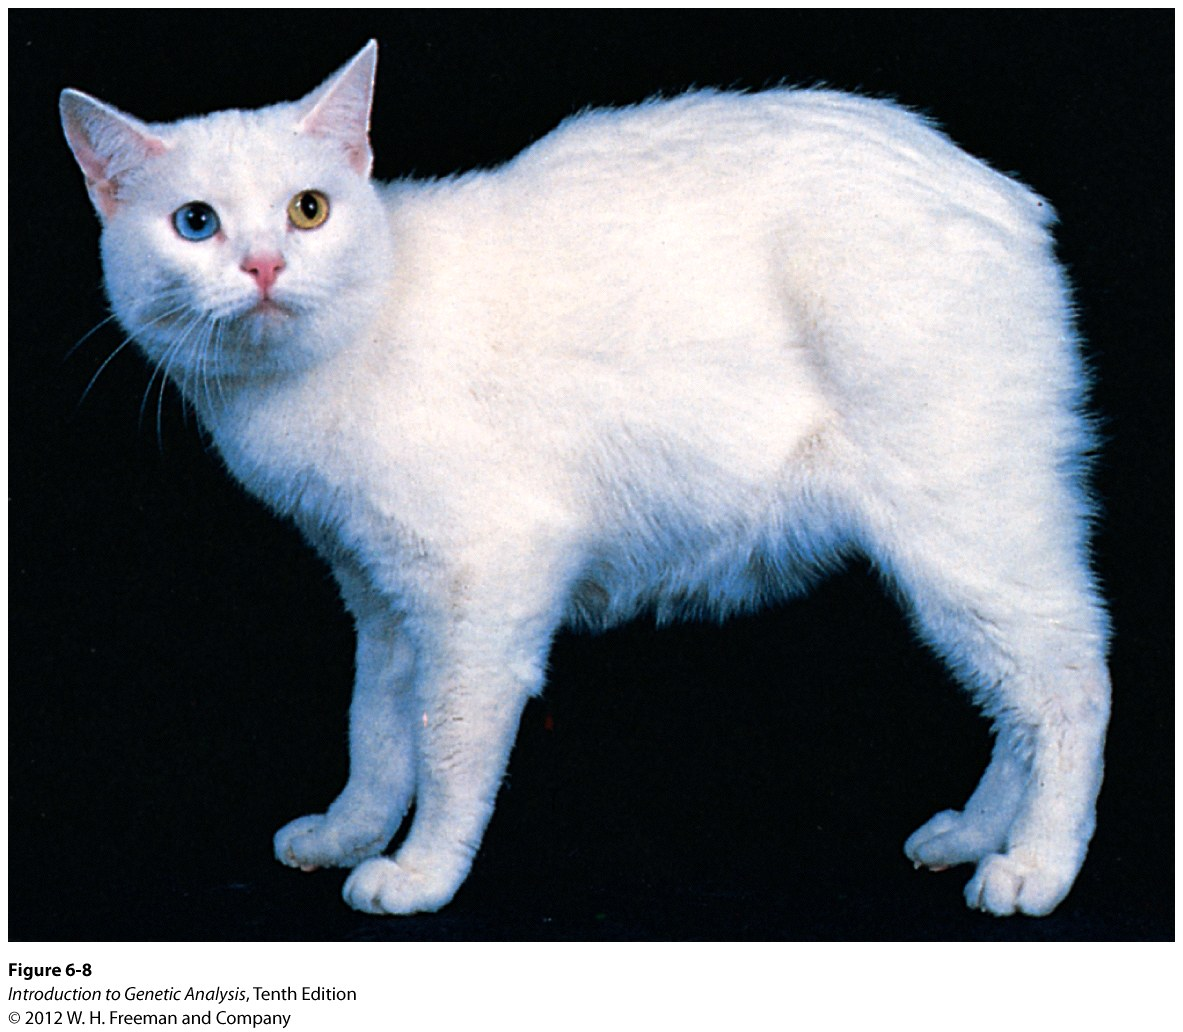 Figure 6-8
Introduction to Genetic Analysis, Tenth Edition
© 2012 W. H. Freeman and Company